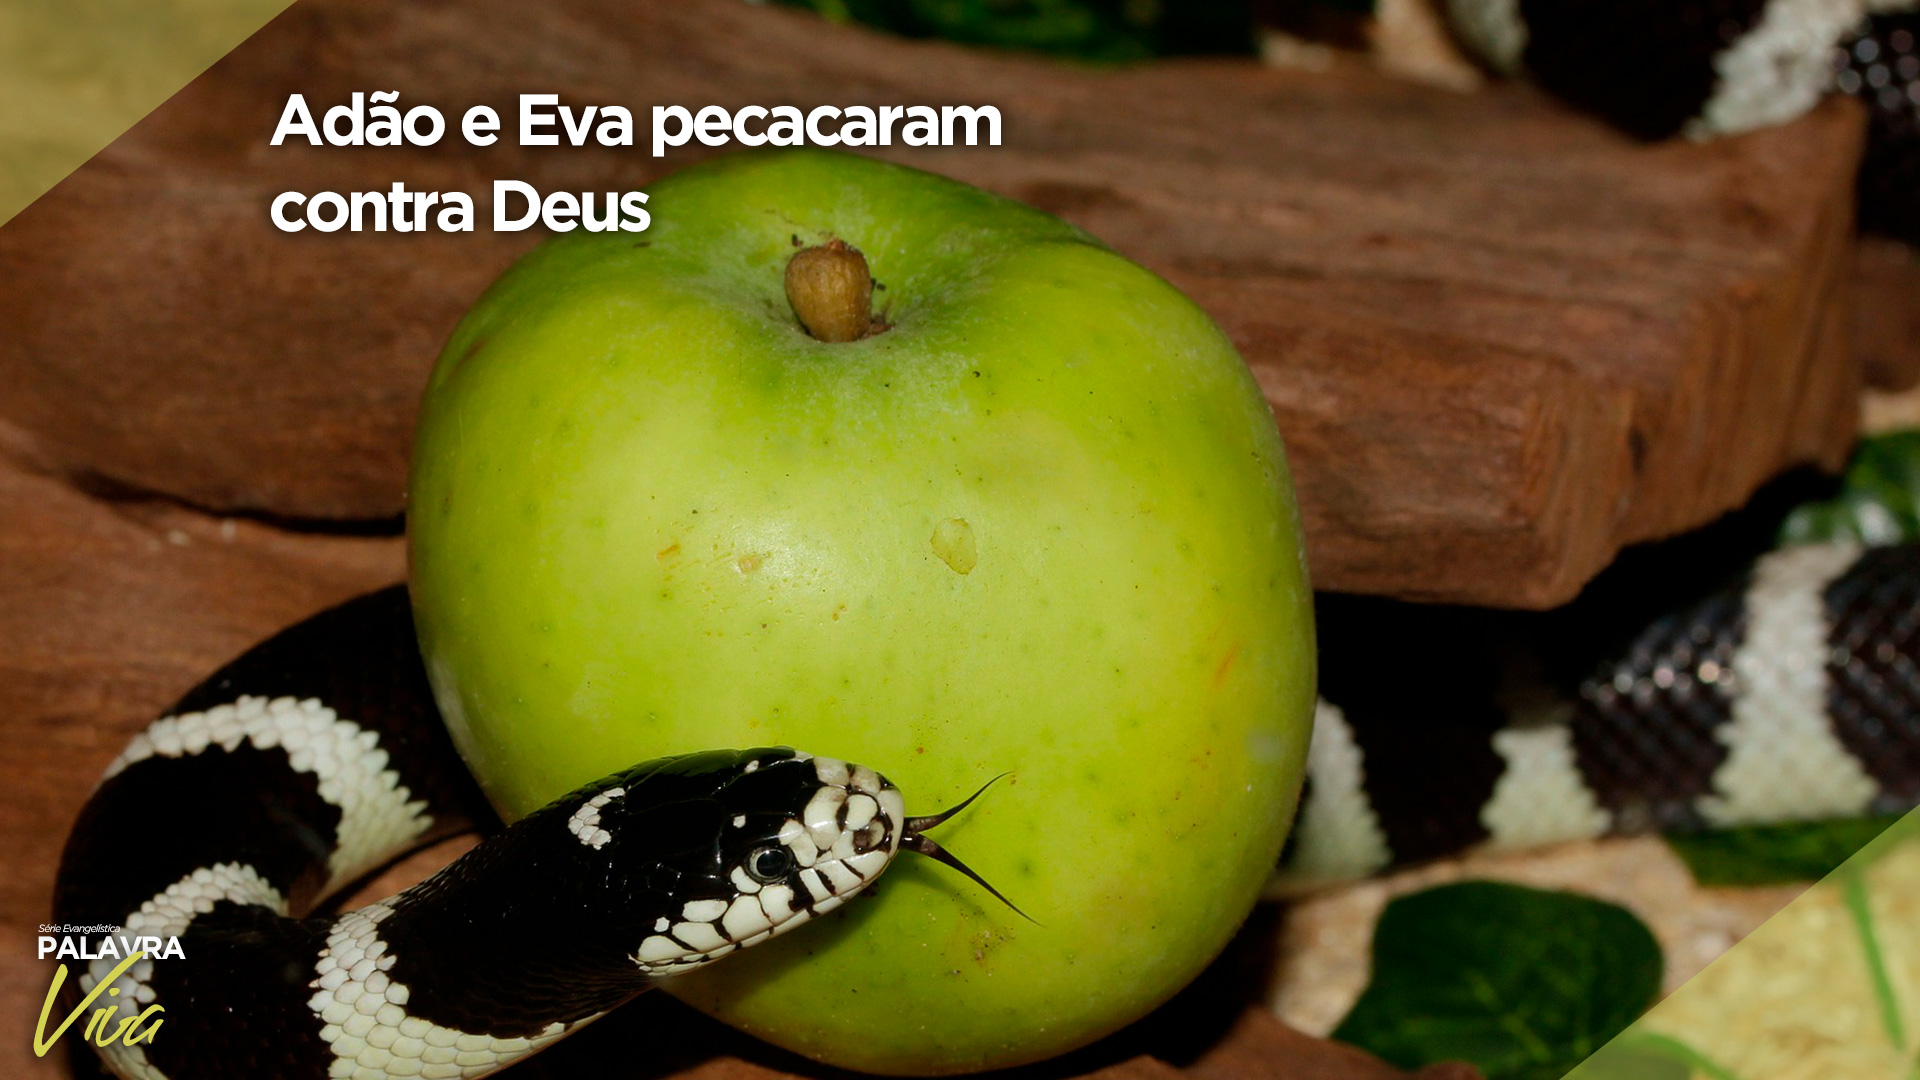 Adão e Eva pecacaram
contra Deus
Série Evangelística
PALAVRA
Viva